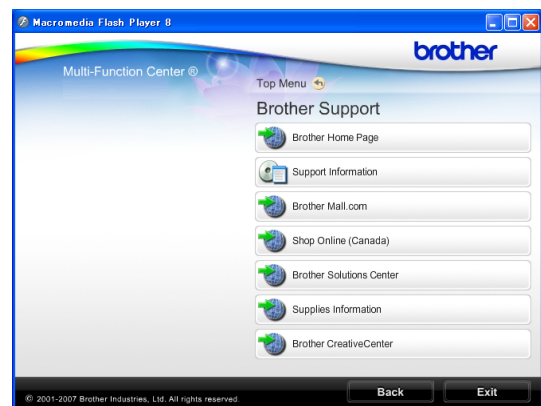 Macromedia Flash Player 8
brother
Multi-Function Center ®
Top Menu
Brother Support
Brother Home Page
Support Information
Brother Mall.com
Shop Online (Canada)
Brother Solutions Center
Supplies Information
Brother CreativeCenter
© 2001-2007 Brother Industries, Ltd. All rights reserved.
Back
Exit